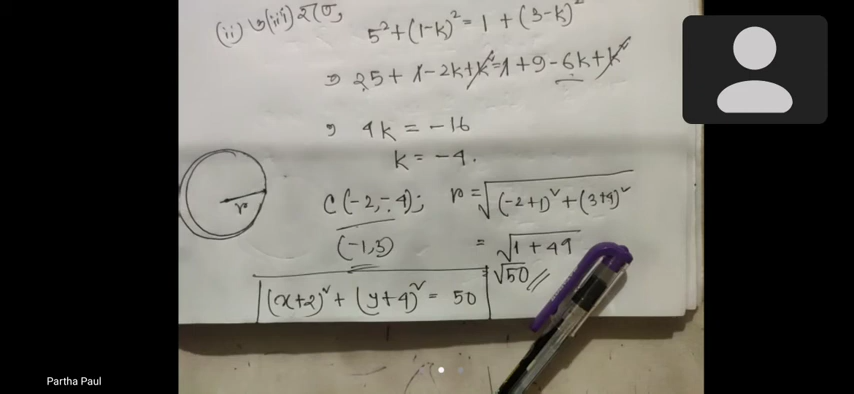 (ii) ও (iii) হতে,
5² + (1-k)² = 1 + (3-k)²
⇒ 25 + 1 - 2k + k² = 1 + 9 - 6k + k²
⇒ 4k = -16
k = -4.
r
C(-2, -4); r = √(-2+1)² + (3+4)²
(-1, 3) = √1 + 49
= √50 //
(x+2)² + (y+4)² = 50
Partha Paul